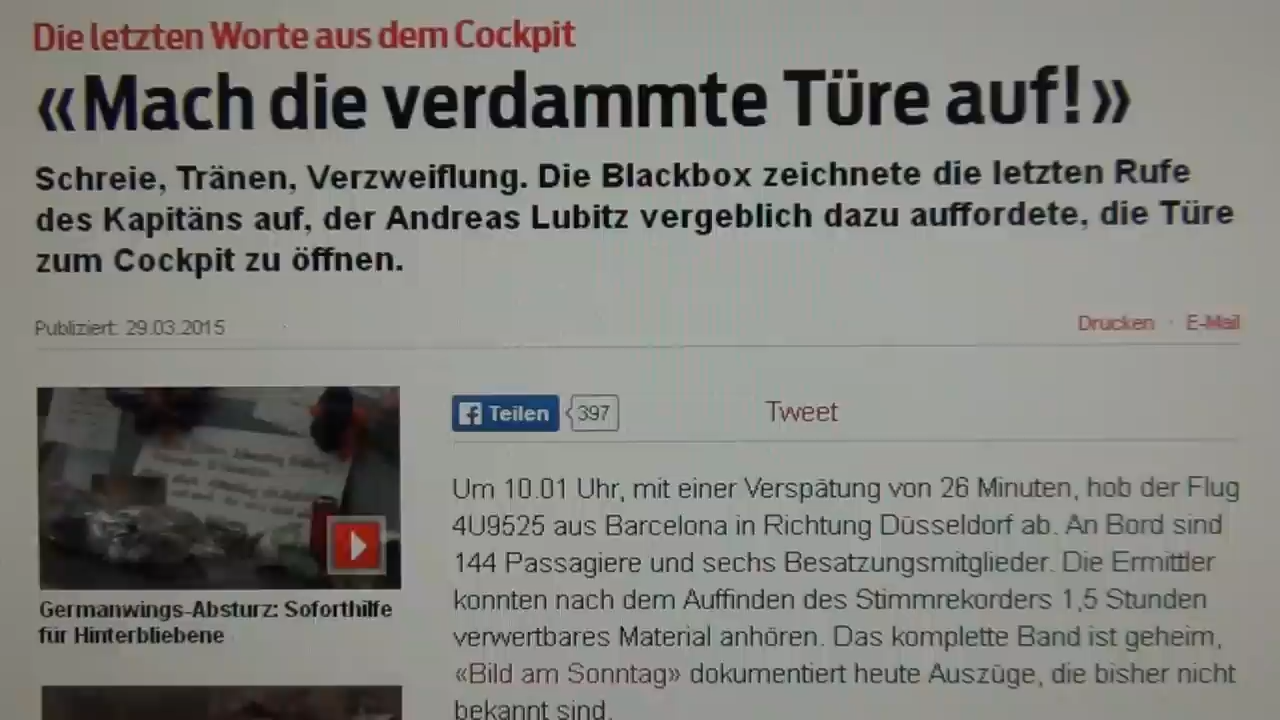 Die letzten Worte aus dem Cockpit
«Mach die verdammte Türe auf!»
Schreie, Tränen, Verzweiflung. Die Blackbox zeichnete die letzten Rufe
des Kapitäns auf, der Andreas Lubitz vergeblich dazu auffordete, die Türe
zum Cockpit zu öffnen.
Publiziert: 29.03.2015
Drucken · E-Mail
Teilen 397 Tweet
Germanwings-Absturz: Soforthilfe
für Hinterbliebene
Um 10.01 Uhr, mit einer Verspätung von 26 Minuten, hob der Flug
4U9525 aus Barcelona in Richtung Düsseldorf ab. An Bord sind
144 Passagiere und sechs Besatzungsmitglieder. Die Ermittler
konnten nach dem Auffinden des Stimmrekorders 1,5 Stunden
verwertbares Material anhören. Das komplette Band ist geheim,
«Bild am Sonntag» dokumentiert heute Auszüge, die bisher nicht
bekannt sind.